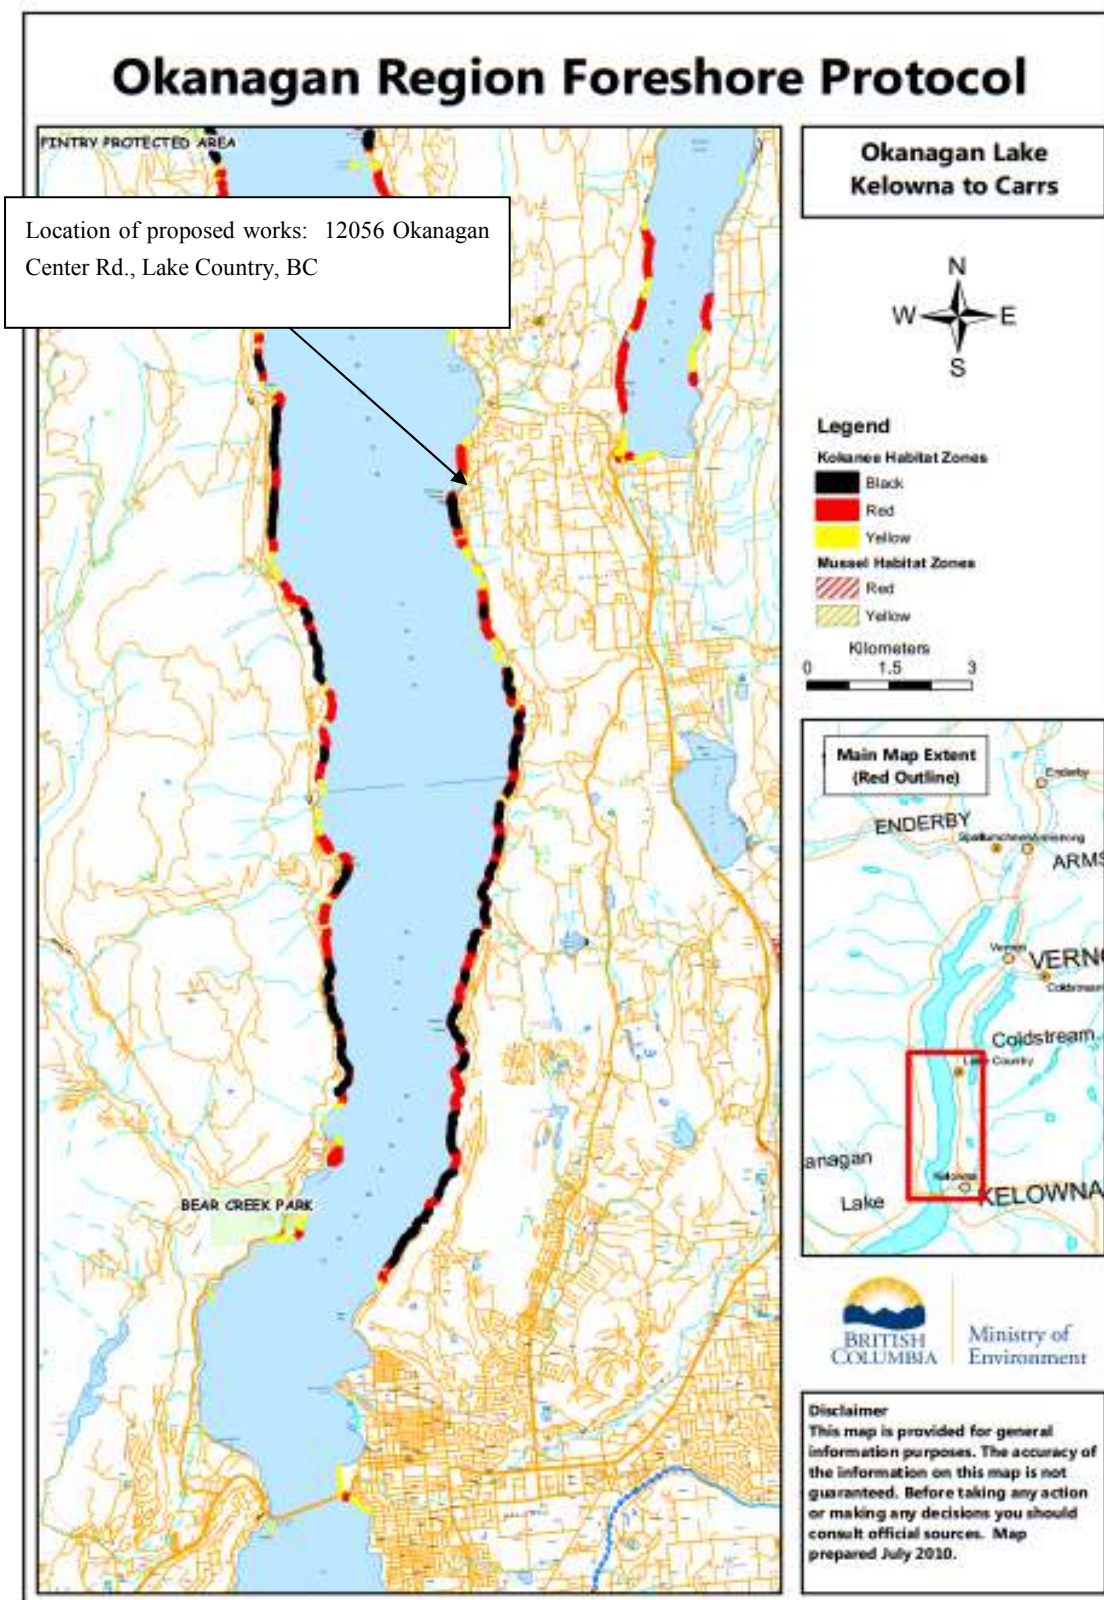 Okanagan Region Foreshore Protocol
FINTRY PROTECTED AREA
Location of proposed works: 12056 Okanagan
Center Rd., Lake Country, BC
BEAR CREEK PARK
Okanagan Lake
Kelowna to Carrs
N
W E
S
Legend
Kokanee Habitat Zones
Black
Red
Yellow
Mussel Habitat Zones
Red
Yellow
Kilometers
0 1.5 3
Main Map Extent
(Red Outline)
Enderby
ENDERBY
Spallumcheen Armstrong
ARMS
Vernon
VERNO
Coldstream
Coldstream
Lake Country
anagan
Lake
Kelowna
KELOWNA
BRITISH
COLUMBIA
Ministry of
Environment
Disclaimer
This map is provided for general
information purposes. The accuracy of
the information on this map is not
guaranteed. Before taking any action
or making any decisions you should
consult official sources. Map
prepared July 2010.